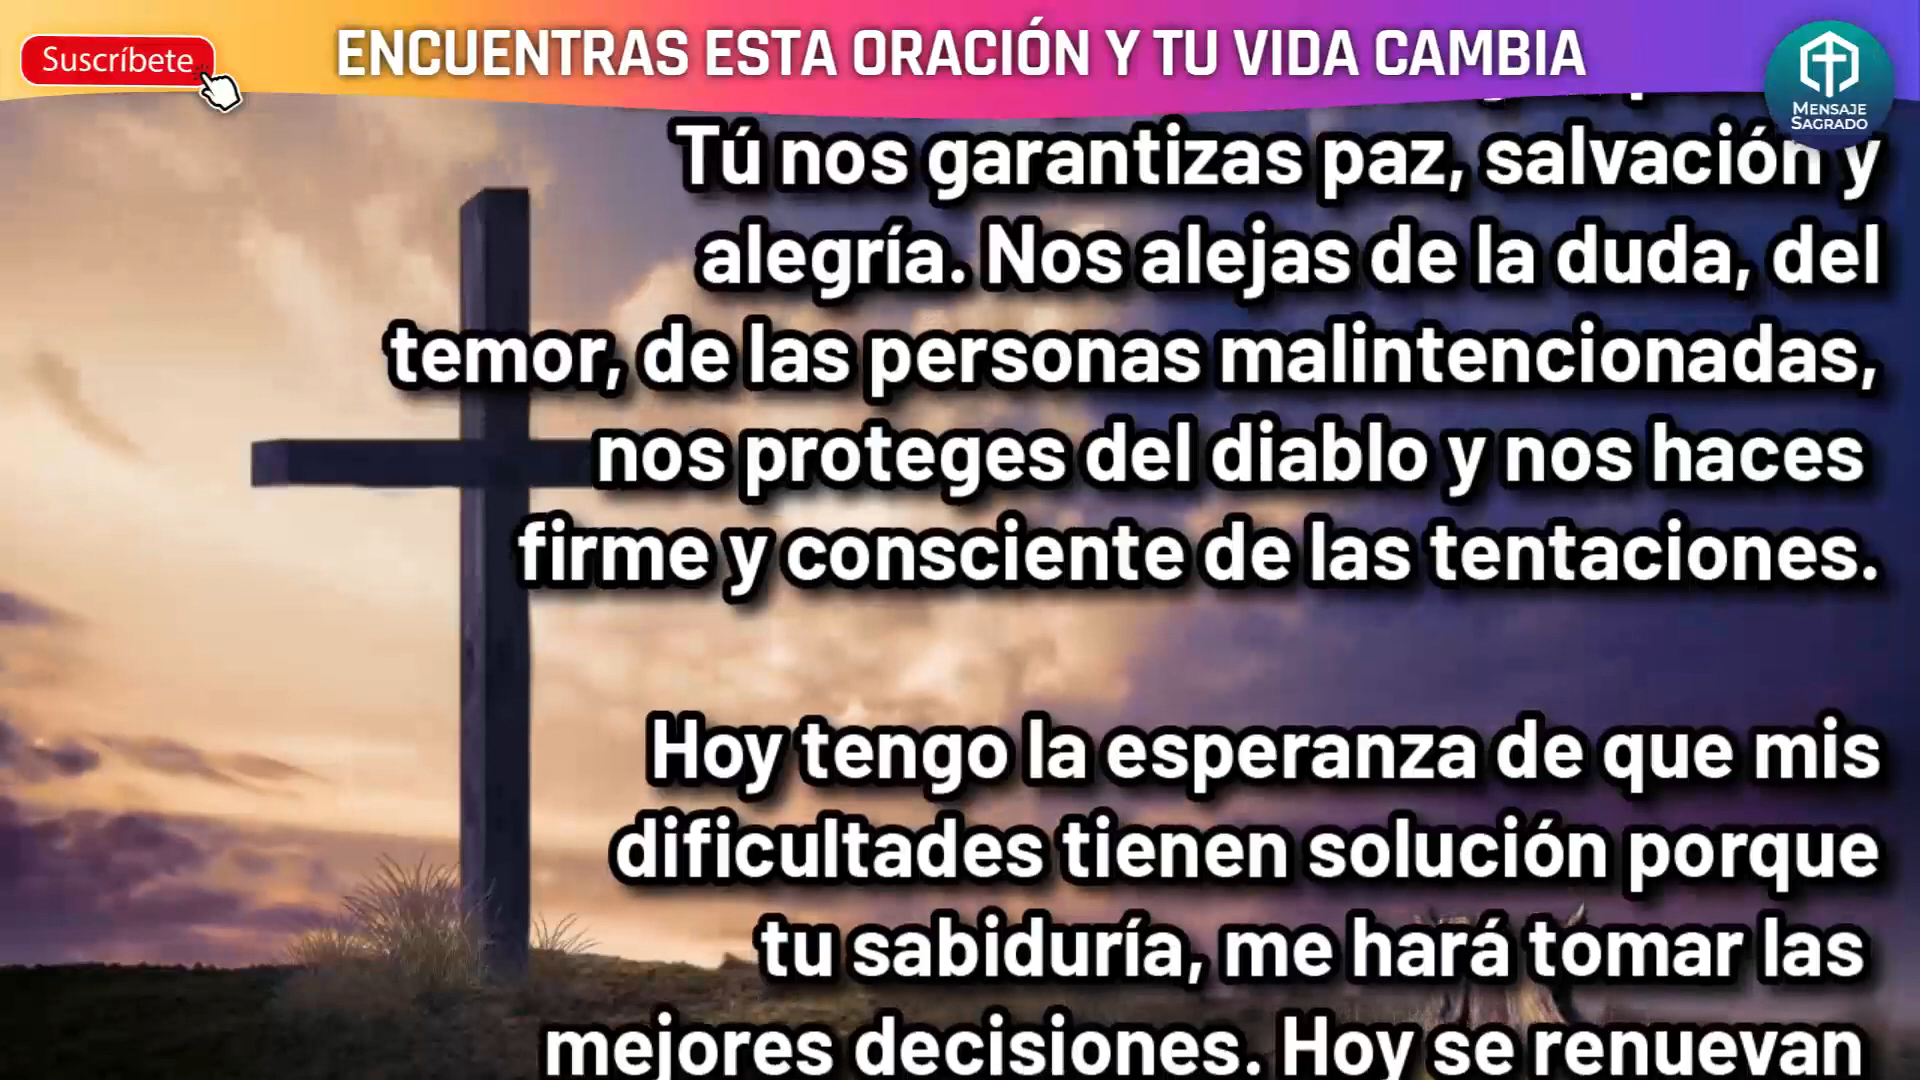 Suscríbete
ENCUENTRAS ESTA ORACIÓN Y TU VIDA CAMBIA
MENSAJE
SAGRADO
Tú nos garantizas paz, salvación y
alegría. Nos alejas de la duda, del
temor, de las personas malintencionadas,
nos proteges del diablo y nos haces
firme y consciente de las tentaciones.
Hoy tengo la esperanza de que mis
dificultades tienen solución porque
tu sabiduría, me hará tomar las
mejores decisiones. Hoy se renuevan